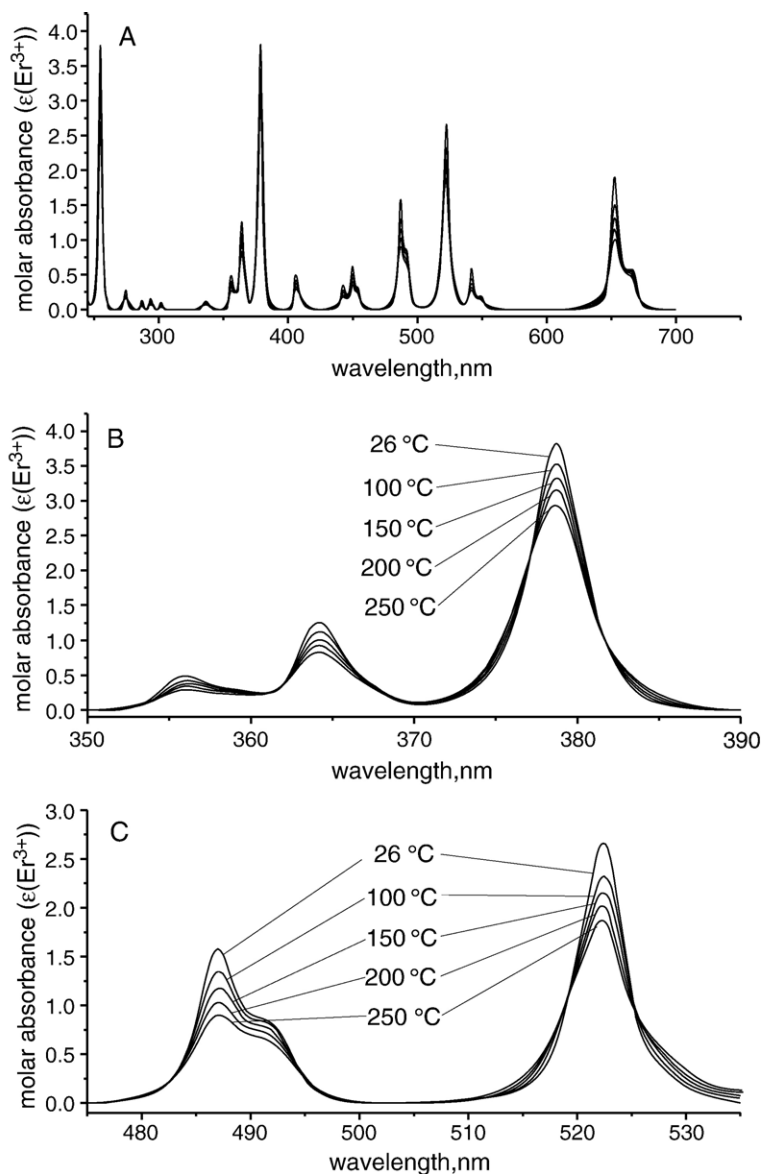 A
molar absorbance (ε(Er³⁺))
4.0
3.5
3.0
2.5
2.0
1.5
1.0
0.5
0.0
300 400 500 600 700
wavelength,nm
B
molar absorbance (ε(Er³⁺))
4.0
3.5
3.0
2.5
2.0
1.5
1.0
0.5
0.0
26 °C
100 °C
150 °C
200 °C
250 °C
350 360 370 380 390
wavelength,nm
C
molar absorbance (ε(Er³⁺))
3.0
2.5
2.0
1.5
1.0
0.5
0.0
26 °C
100 °C
150 °C
200 °C
250 °C
480 490 500 510 520 530
wavelength,nm